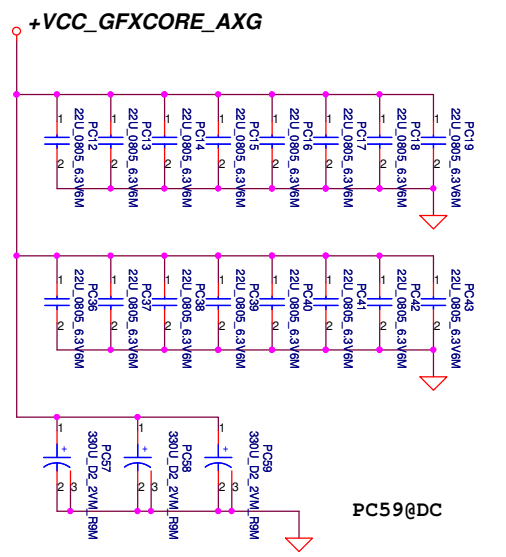 +VCC_GFXCORE_AXG
1
2
PC12
22U_0805_6.3V6M
1
2
PC13
22U_0805_6.3V6M
1
2
PC14
22U_0805_6.3V6M
1
2
PC15
22U_0805_6.3V6M
1
2
PC16
22U_0805_6.3V6M
1
2
PC17
22U_0805_6.3V6M
1
2
PC18
22U_0805_6.3V6M
1
2
PC19
22U_0805_6.3V6M
1
2
PC36
22U_0805_6.3V6M
1
2
PC37
22U_0805_6.3V6M
1
2
PC38
22U_0805_6.3V6M
1
2
PC39
22U_0805_6.3V6M
1
2
PC40
22U_0805_6.3V6M
1
2
PC41
22U_0805_6.3V6M
1
2
PC42
22U_0805_6.3V6M
1
2
PC43
22U_0805_6.3V6M
1
+
2 3
PC57
330U_D2_2VM_R9M
1
+
2 3
PC58
330U_D2_2VM_R9M
1
+
2 3
PC59
330U_D2_2VM_R9M
PC59@DC